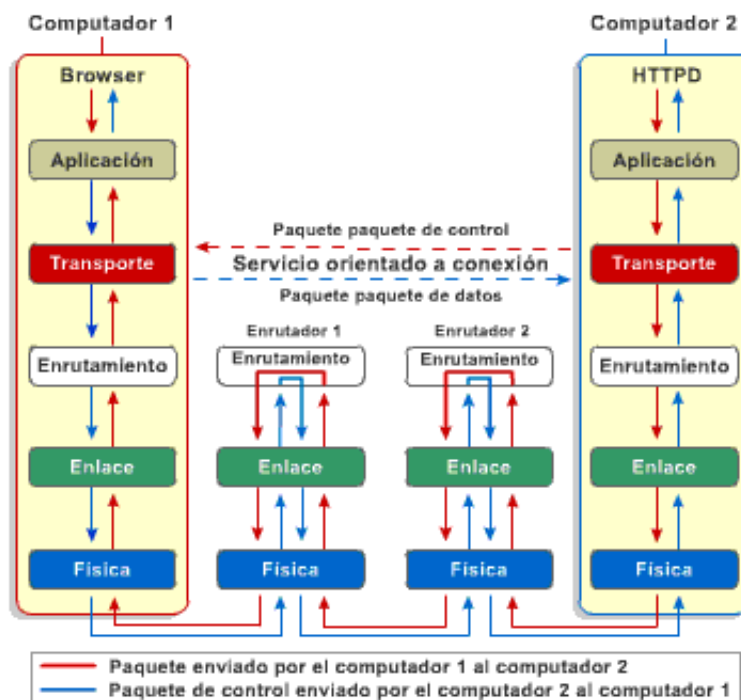 Computador 1
Computador 2
Browser
HTTPD
Aplicación
Aplicación
Paquete paquete de control
Transporte
Servicio orientado a conexión
Transporte
Paquete paquete de datos
Enrutador 1
Enrutador 2
Enrutamiento
Enrutamiento
Enrutamiento
Enrutamiento
Enlace
Enlace
Enlace
Enlace
Física
Física
Física
Física
Paquete enviado por el computador 1 al computador 2
Paquete de control enviado por el computador 2 al computador 1